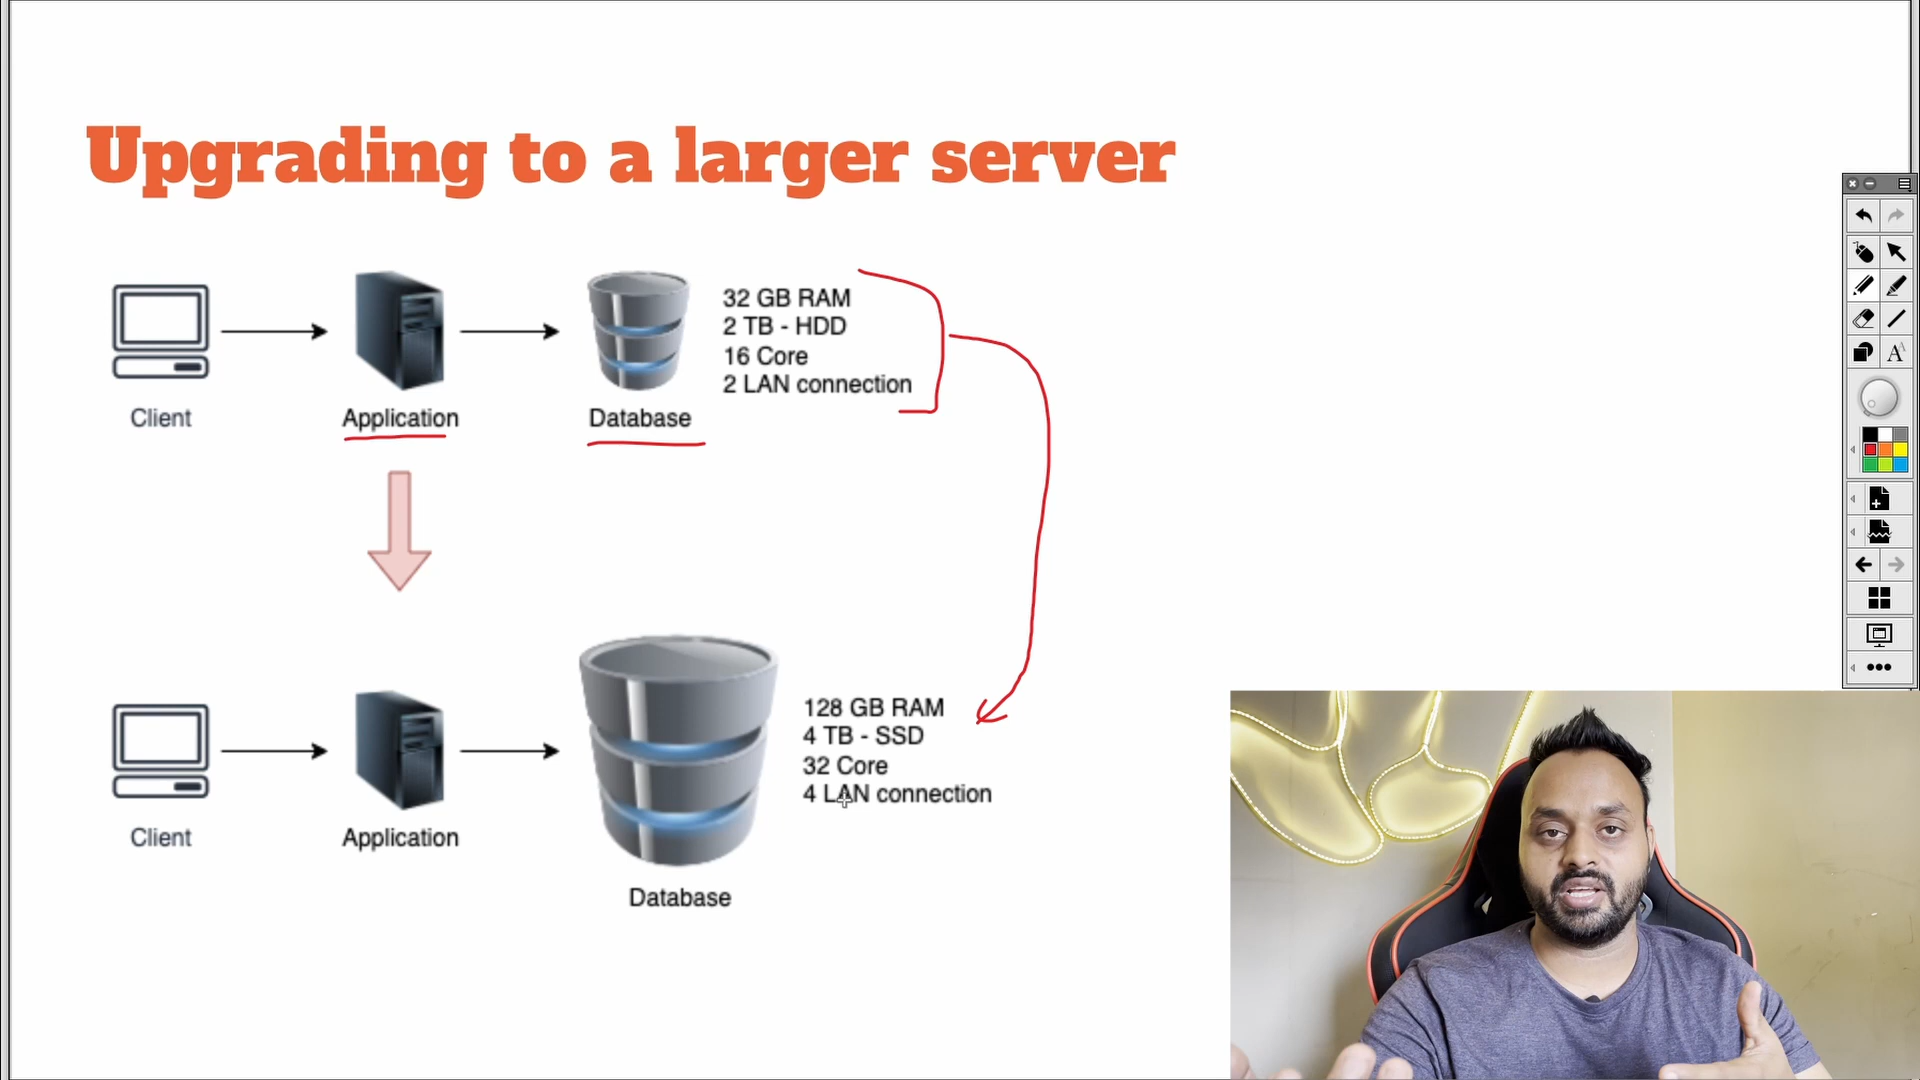 Upgrading to a larger server
32 GB RAM
2 TB - HDD
16 Core
2 LAN connection
Client
Application
Database
128 GB RAM
4 TB - SSD
32 Core
4 LAN connection
Client
Application
Database
A